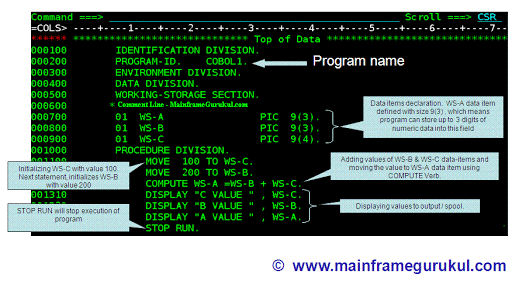 Command ===> Scroll ===> CSR
=COLS> ----+----1----+----2----+----3----+----4----+----5----+----6----+----7--
****** ***************************** Top of Data ******************************
000100 IDENTIFICATION DIVISION.
000200 PROGRAM-ID. COBOL1.
Program name
000300 ENVIRONMENT DIVISION.
000400 DATA DIVISION.
000500 WORKING-STORAGE SECTION.
000600 * Comment Line - MainframeGurukul.com
000700 01 WS-A PIC 9(3).
000800 01 WS-B PIC 9(3).
000900 01 WS-C PIC 9(4).
Data items declaration. WS-A data item
defined with size 9(3), which means
program can store up to 3 digits of
numeric data into this field
001000 PROCEDURE DIVISION.
MOVE 100 TO WS-C.
MOVE 200 TO WS-B.
COMPUTE WS-A =WS-B + WS-C.
001310 DISPLAY "C VALUE " , WS-C.
DISPLAY "B VALUE " , WS-B.
DISPLAY "A VALUE " , WS-A.
STOP RUN.
Initializing WS-C with value 100.
Next statement, initializes WS-B
with value 200
Adding values of WS-B & WS-C data-items and
moving the value to WS-A data item using
COMPUTE Verb.
Displaying values to output / spool.
STOP RUN will stop execution of
program
© www.mainframegurukul.com